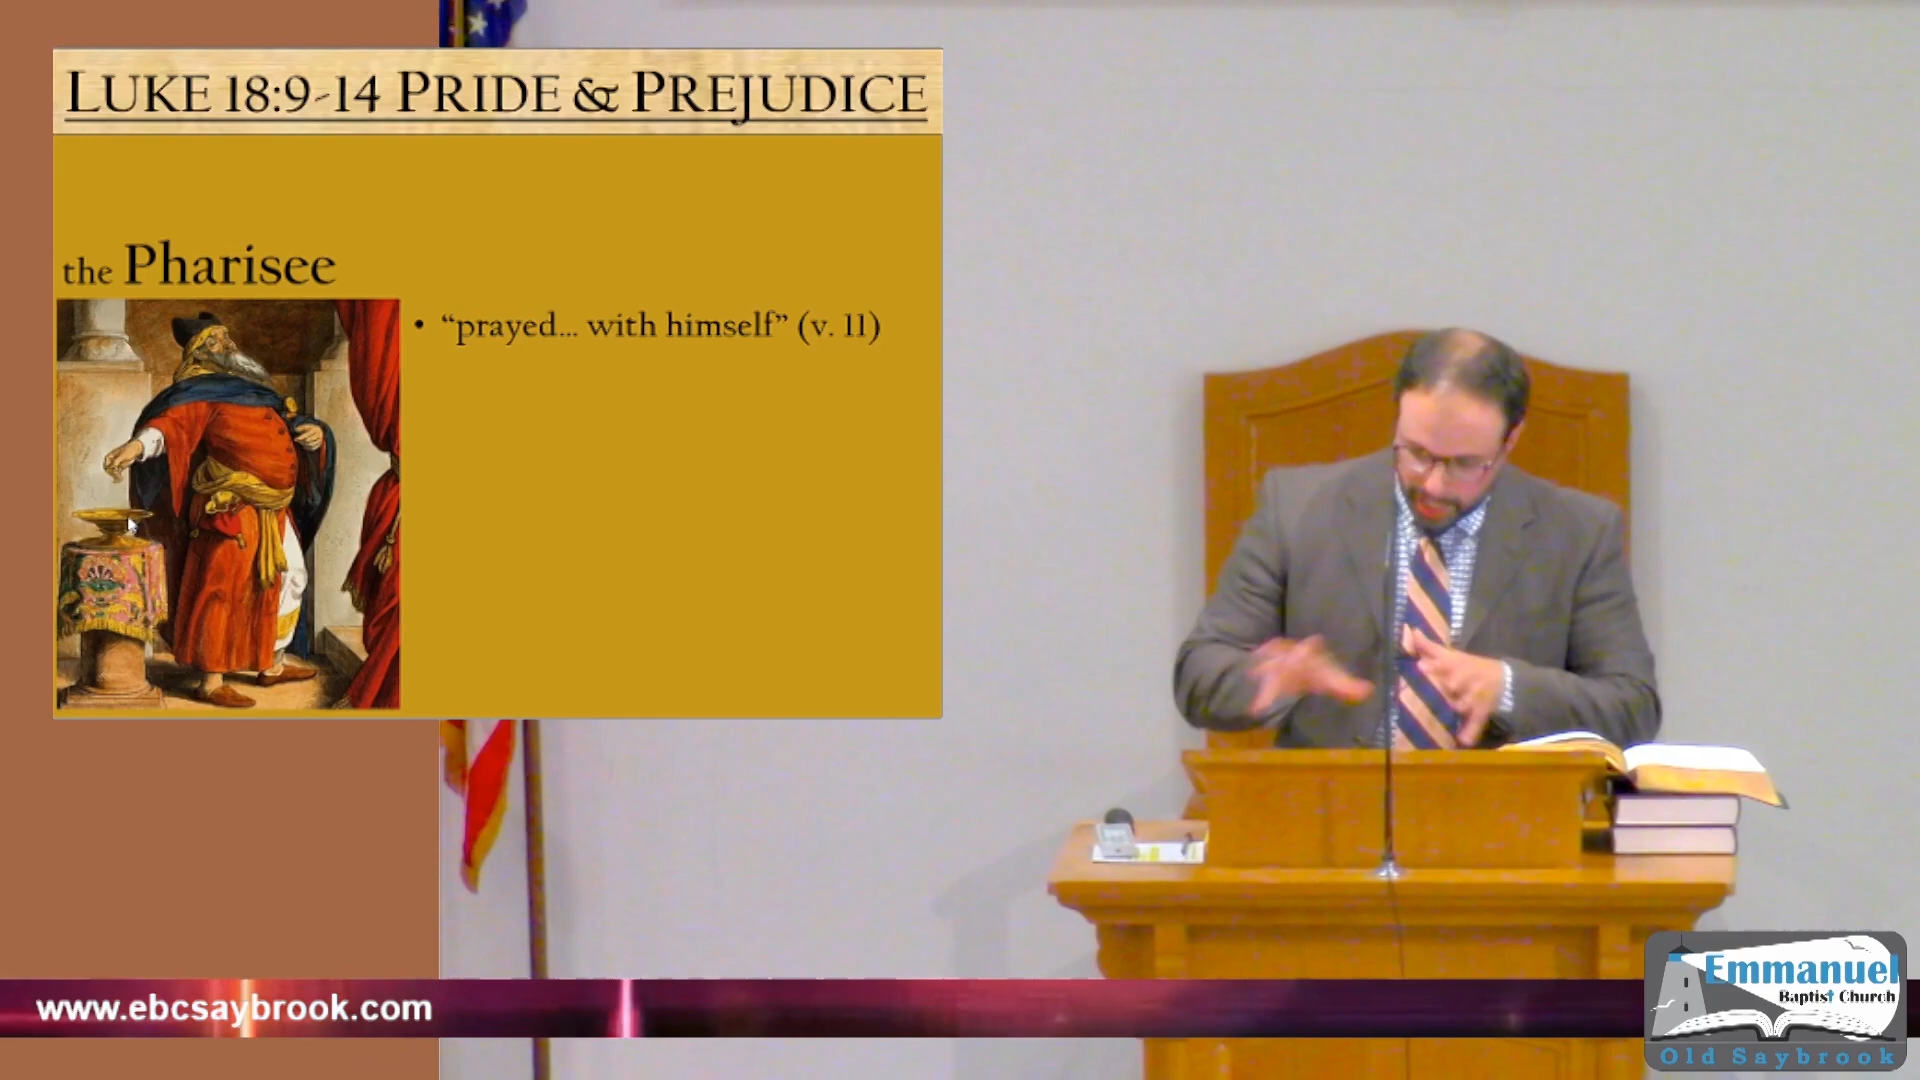 LUKE 18:9-14 PRIDE & PREJUDICE
the Pharisee
• “prayed... with himself” (v. 11)
www.ebcsaybrook.com
Emmanuel
Baptist Church
Old Saybrook